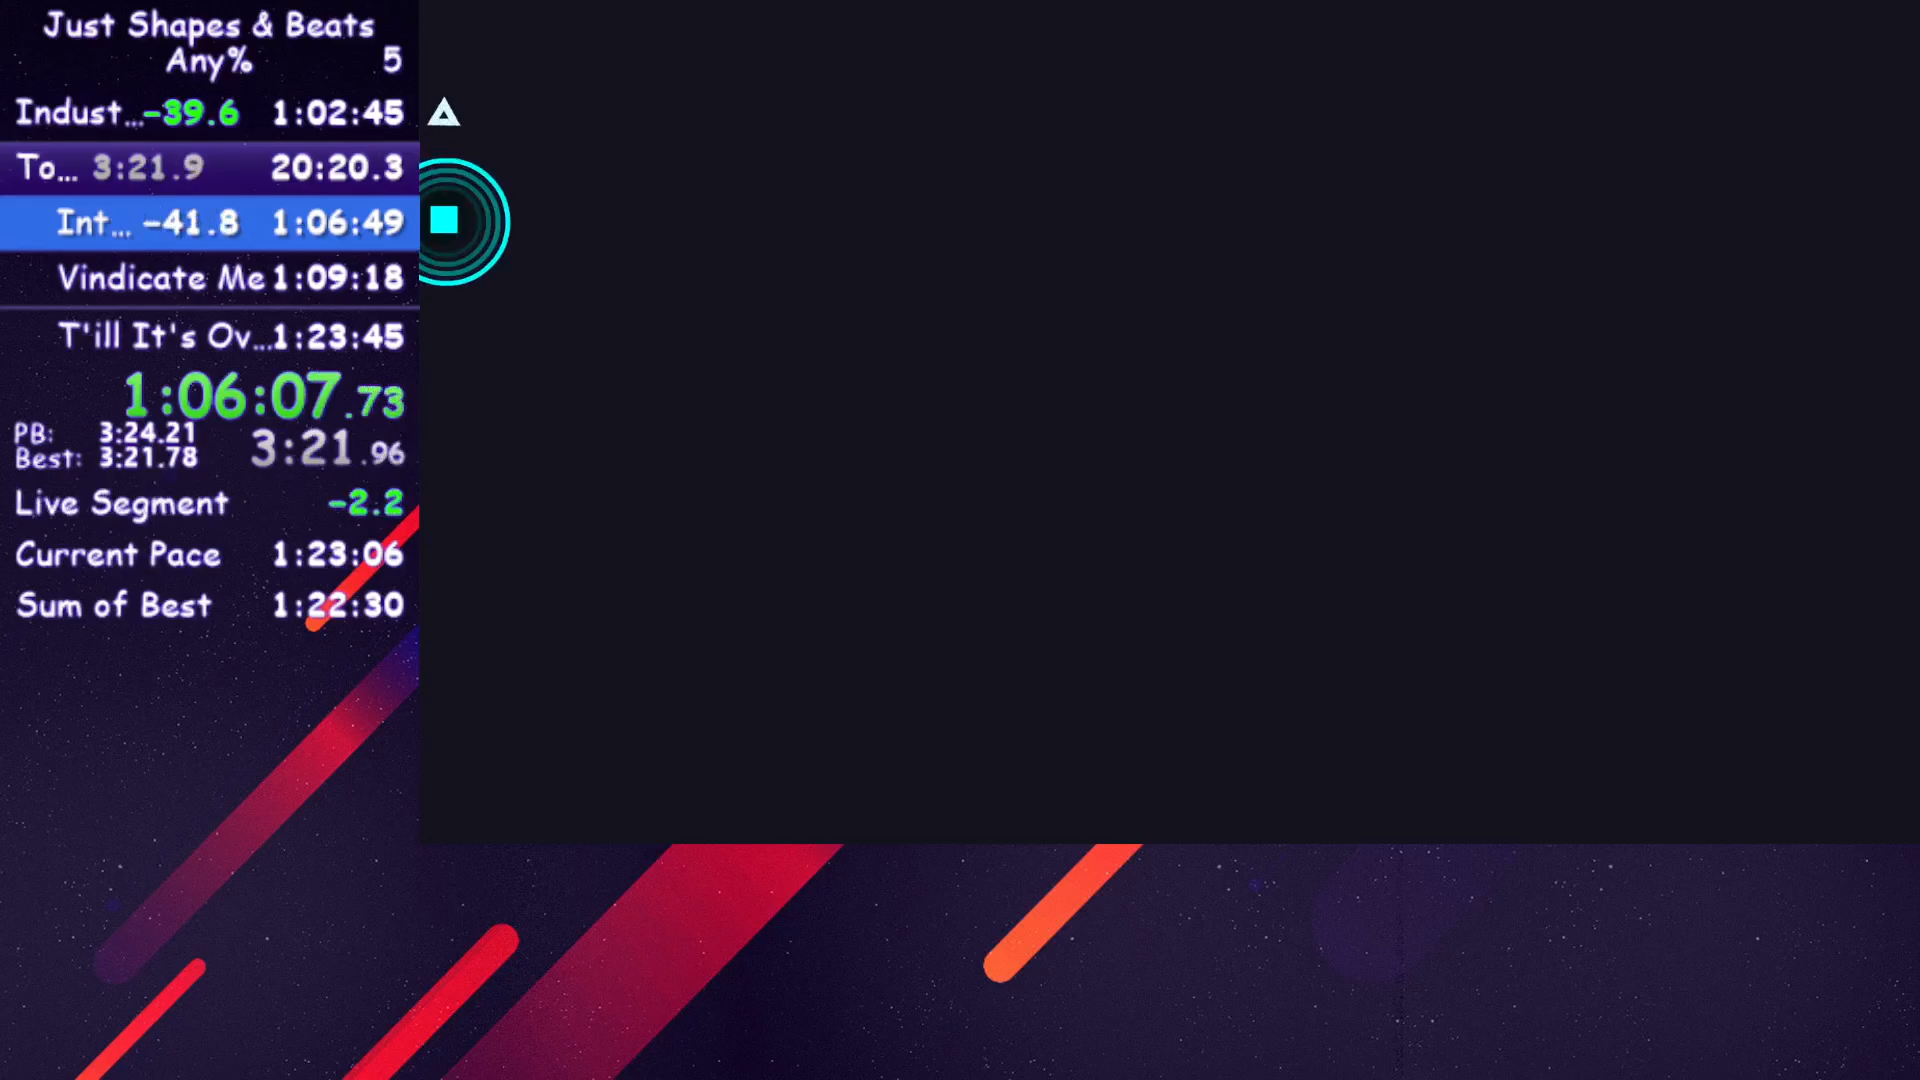 Just Shapes & Beats
Any% 5
Indust... -39.6 1:02:45
To... 3:21.9 20:20.3
Int... -41.8 1:06:49
Vindicate Me 1:09:18
T'ill It's Ov... 1:23:45
1:06:07.73
PB: 3:24.21
Best: 3:21.78 3:21.96
Live Segment -2.2
Current Pace 1:23:06
Sum of Best 1:22:30